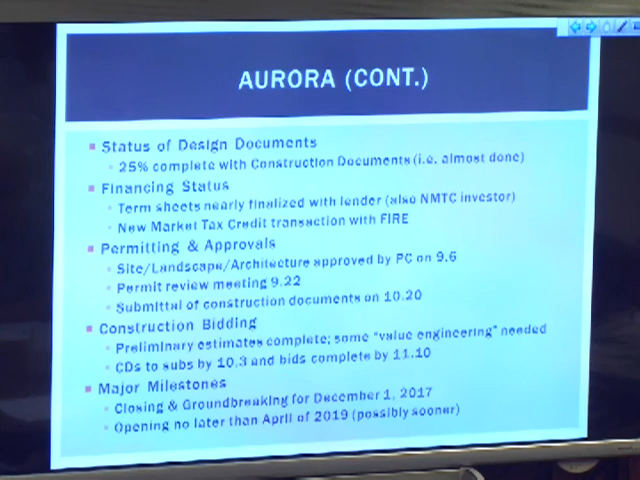 AURORA (CONT.)
Status of Design Documents
25% complete with Construction Documents (i.e. almost done)
Financing Status
Term sheets nearly finalized with lender (also NMTC investor)
New Market Tax Credit transaction with FIRE
Permitting & Approvals
Site/Landscape/Architecture approved by PC on 9.6
Permit review meeting 9.22
Submittal of construction documents on 10.20
Construction Bidding
Preliminary estimates complete; some "value engineering" needed
CDs to subs by 10.3 and bids complete by 11.10
Major Milestones
Closing & Groundbreaking for December 1, 2017
Opening no later than April of 2019 (possibly sooner)